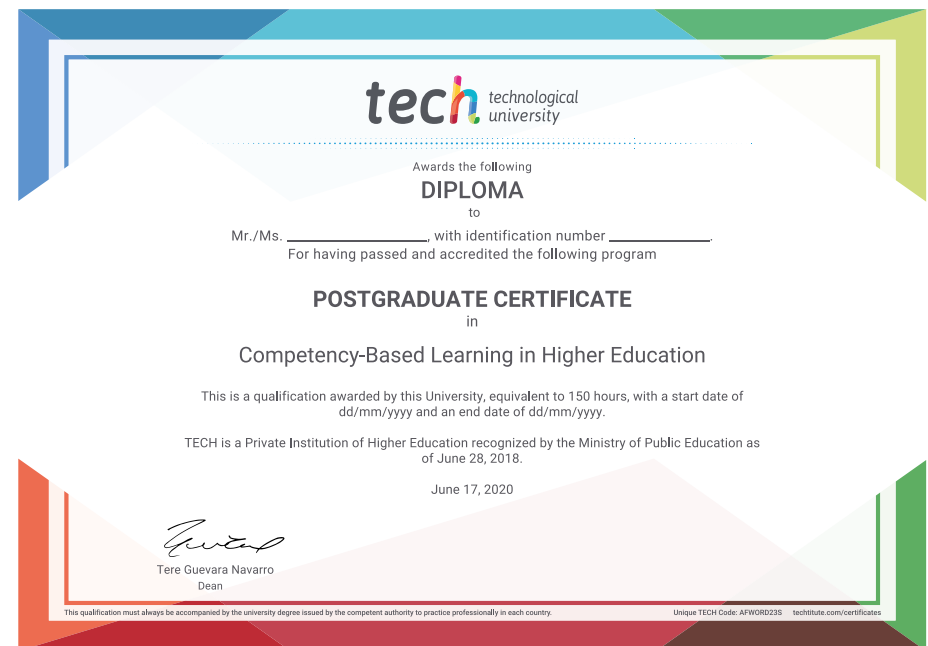 tech technological
university
Awards the following
DIPLOMA
to
Mr./Ms. ____________, with identification number ____________.
For having passed and accredited the following program
POSTGRADUATE CERTIFICATE
in
Competency-Based Learning in Higher Education
This is a qualification awarded by this University, equivalent to 150 hours, with a start date of
dd/mm/yyyy and an end date of dd/mm/yyyy.
TECH is a Private Institution of Higher Education recognized by the Ministry of Public Education as
of June 28, 2018.
June 17, 2020
Tere Guevara Navarro
Dean
This qualification must always be accompanied by the university degree issued by the competent authority to practice professionally in each country.
Unique TECH Code: AFWORD23S techtitute.com/certificates